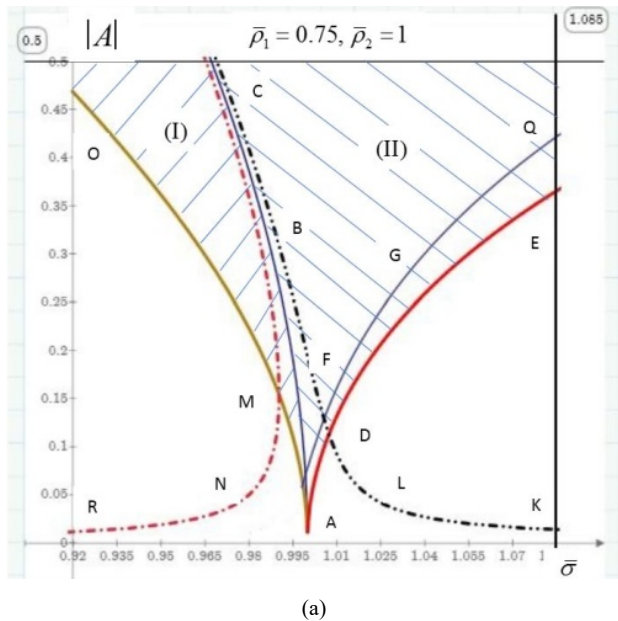 1.085
0.5
|A|
ρ̄₁ = 0.75, ρ̄₂ = 1
0.5
C
0.45
(I)
Q
O
0.4
(II)
0.35
B
0.3
G
E
0.25
0.2
F
0.15
M
D
0.1
N
L
0.05
R
K
A
0
0.92 0.935 0.95 0.965 0.98 0.995 1.01 1.025 1.04 1.055 1.07 1
σ̄
(a)